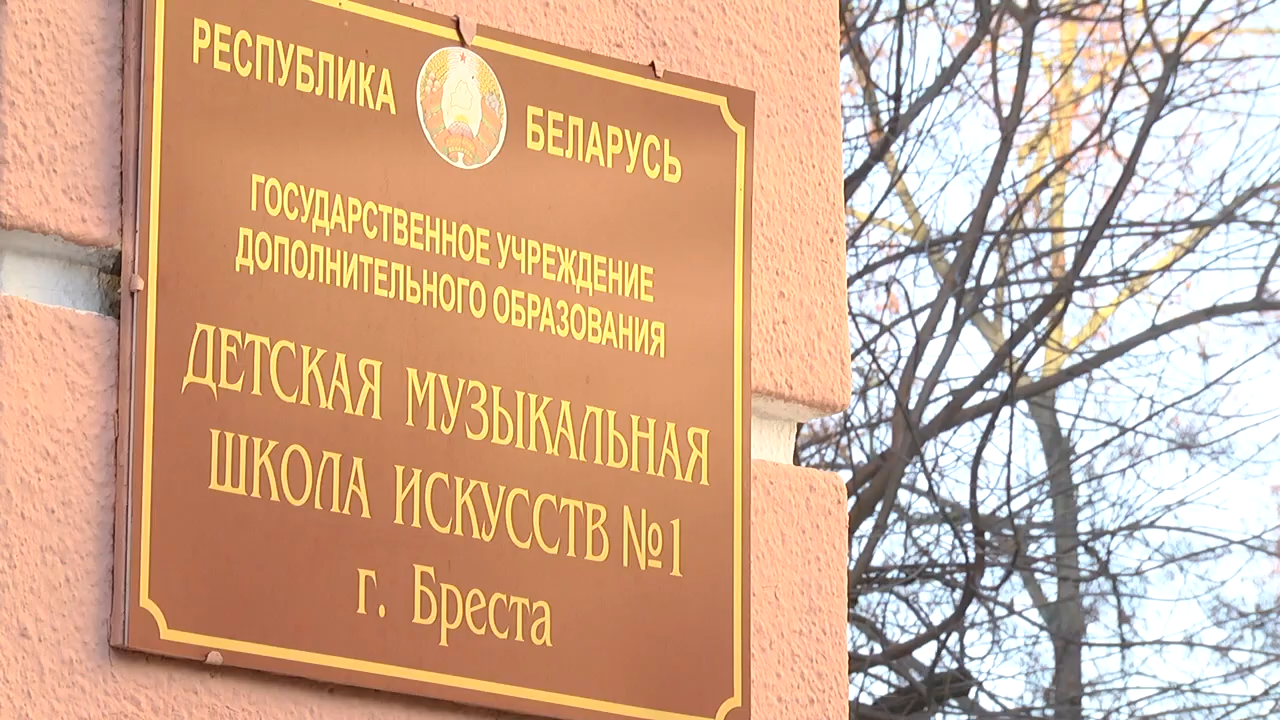 РЕСПУБЛИКА БЕЛАРУСЬ
ГОСУДАРСТВЕННОЕ УЧРЕЖДЕНИЕ
ДОПОЛНИТЕЛЬНОГО ОБРАЗОВАНИЯ
ДЕТСКАЯ МУЗЫКАЛЬНАЯ
ШКОЛА ИСКУССТВ №1
г. Бреста